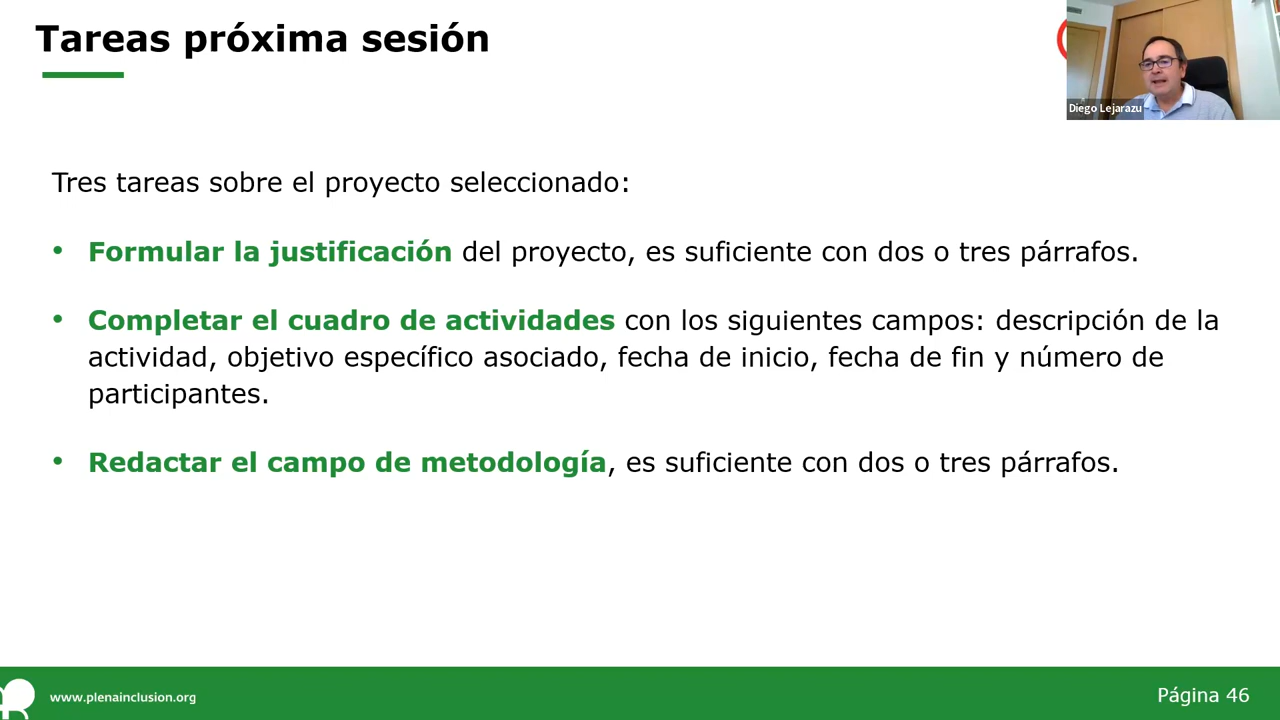 Tareas próxima sesión
Diego Lejarazu
Tres tareas sobre el proyecto seleccionado:
• Formular la justificación del proyecto, es suficiente con dos o tres párrafos.
• Completar el cuadro de actividades con los siguientes campos: descripción de la
actividad, objetivo específico asociado, fecha de inicio, fecha de fin y número de
participantes.
• Redactar el campo de metodología, es suficiente con dos o tres párrafos.
www.plenainclusion.org
Página 46